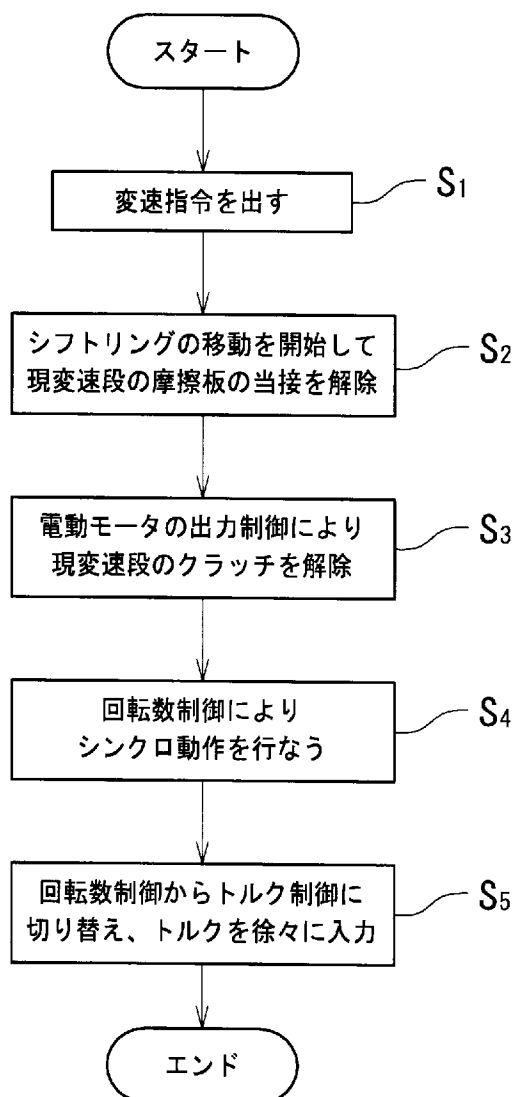 スタート
変速指令を出す
S1
シフトリングの移動を開始して
現変速段の摩擦板の当接を解除
S2
電動モータの出力制御により
現変速段のクラッチを解除
S3
回転数制御により
シンクロ動作を行なう
S4
回転数制御からトルク制御に
切り替え、トルクを徐々に入力
S5
エンド